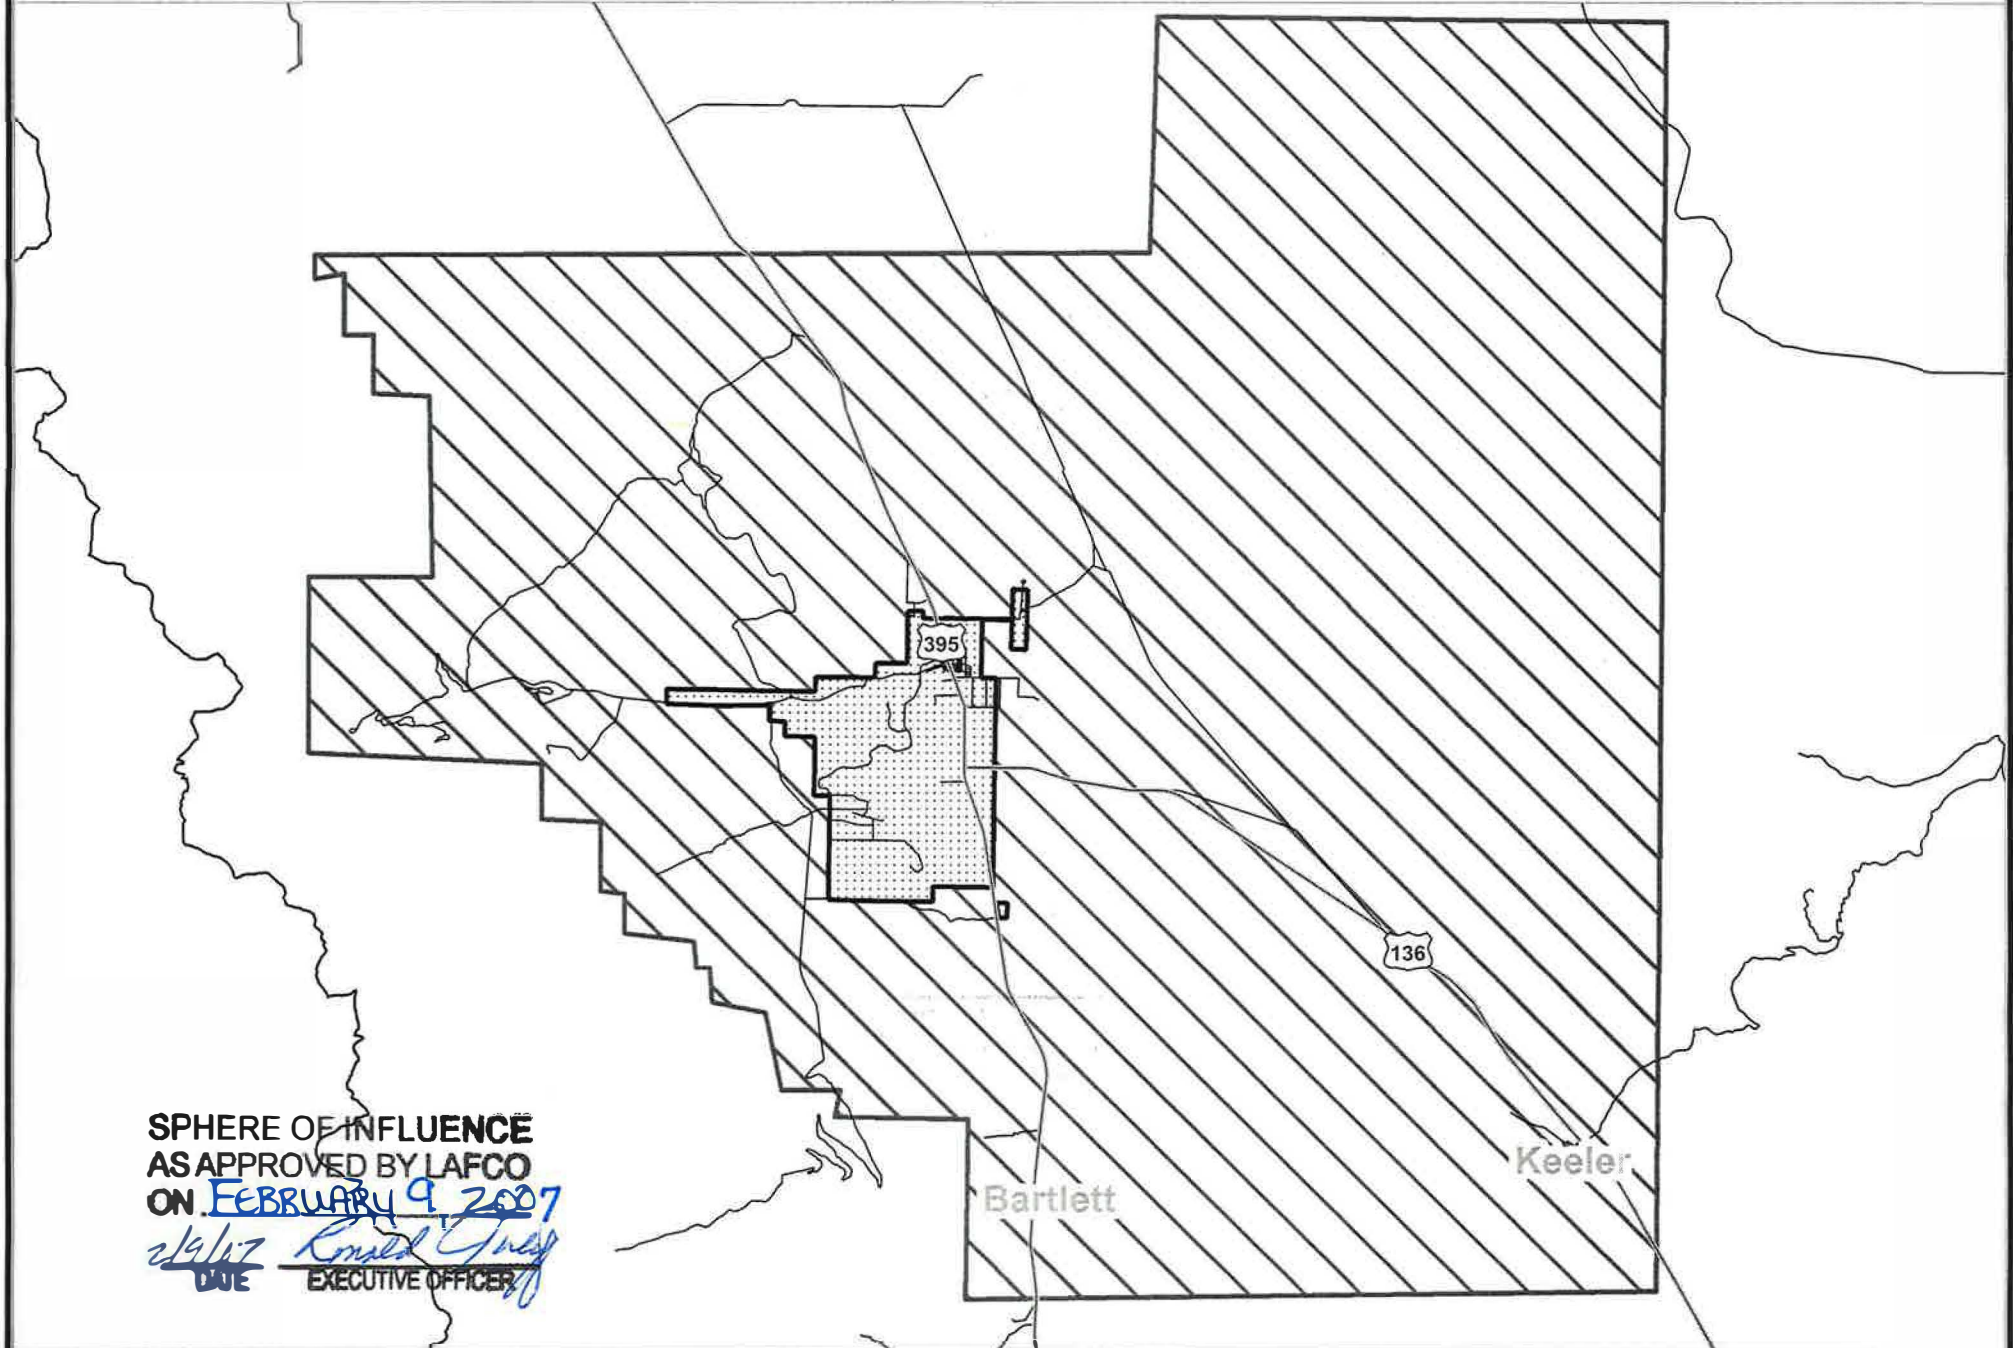 395
136
Keeler
Bartlett
SPHERE OF INFLUENCE
AS APPROVED BY LAFCO
ON FEBRUARY 9, 2007
2/9/07 Ronald
DATE EXECUTIVE OFFICER